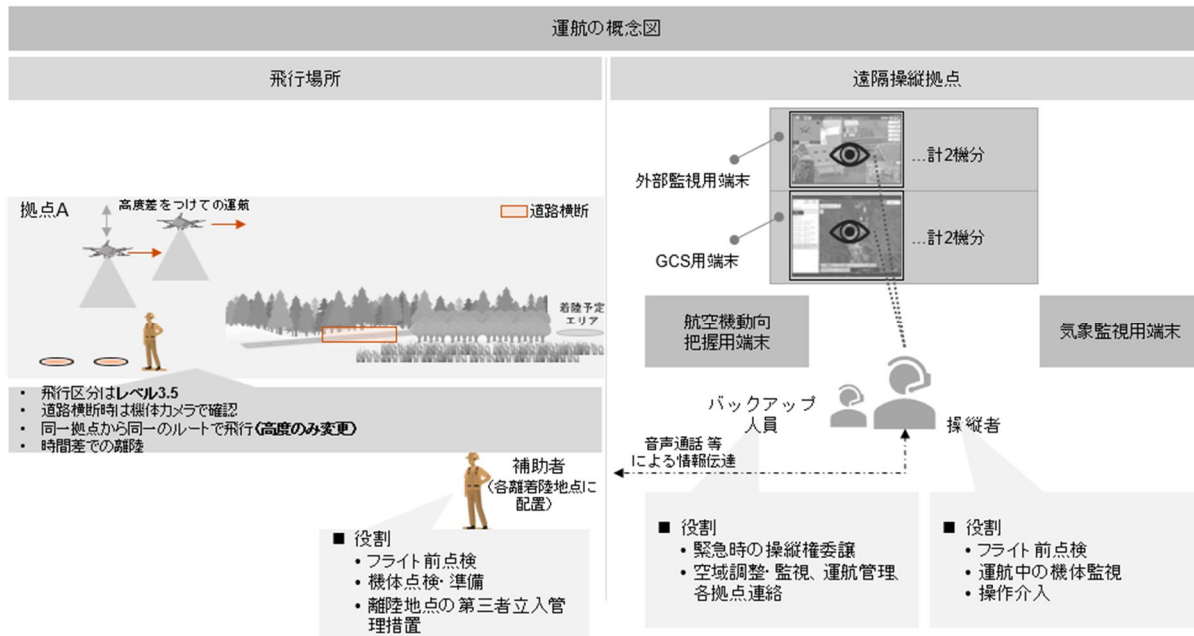 運航の概念図
飛行場所
拠点A
高度差をつけての運航
道路横断
着陸予定
エリア
• 飛行区分はレベル3.5
• 道路横断時は機体カメラで確認
• 同一拠点から同一のルートで飛行(高度のみ変更)
• 時間差での離陸
補助者
(各離着陸地点に
配置)
■ 役割
• フライト前点検
• 機体点検・準備
• 離陸地点の第三者立入管
理措置
遠隔操縦拠点
外部監視用端末
…計2機分
GCS用端末
…計2機分
航空機動向
把握用端末
気象監視用端末
バックアップ
人員
操縦者
音声通話 等
による情報伝達
■ 役割
• 緊急時の操縦権委譲
• 空域調整・監視、運航管理、
各拠点連絡
■ 役割
• フライト前点検
• 運航中の機体監視
• 操作介入